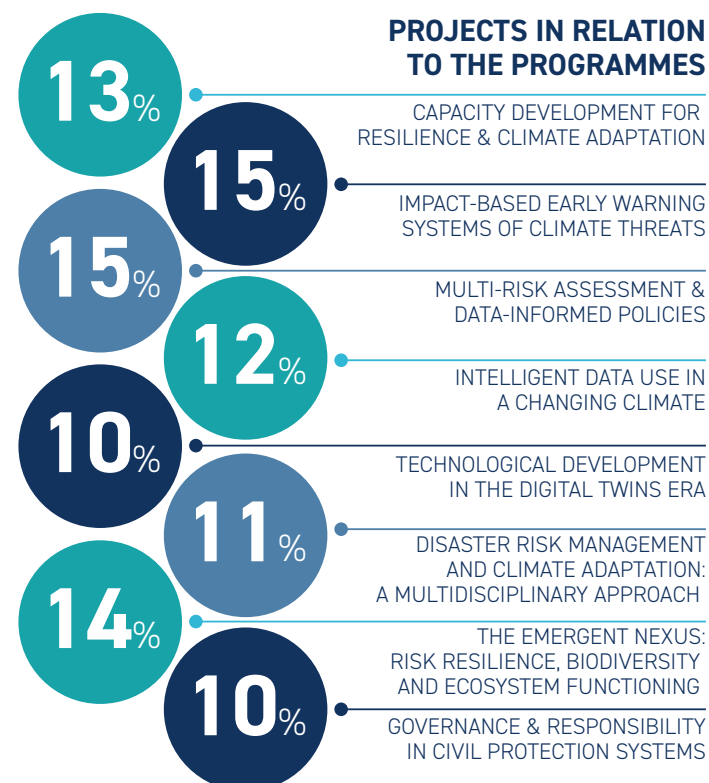 PROJECTS IN RELATION
TO THE PROGRAMMES
13%
CAPACITY DEVELOPMENT FOR
RESILIENCE & CLIMATE ADAPTATION
15%
IMPACT-BASED EARLY WARNING
SYSTEMS OF CLIMATE THREATS
15%
MULTI-RISK ASSESSMENT &
DATA-INFORMED POLICIES
12%
INTELLIGENT DATA USE IN
A CHANGING CLIMATE
10%
TECHNOLOGICAL DEVELOPMENT
IN THE DIGITAL TWINS ERA
11%
DISASTER RISK MANAGEMENT
AND CLIMATE ADAPTATION:
A MULTIDISCIPLINARY APPROACH
14%
THE EMERGENT NEXUS:
RISK RESILIENCE, BIODIVERSITY
AND ECOSYSTEM FUNCTIONING
10%
GOVERNANCE & RESPONSIBILITY
IN CIVIL PROTECTION SYSTEMS